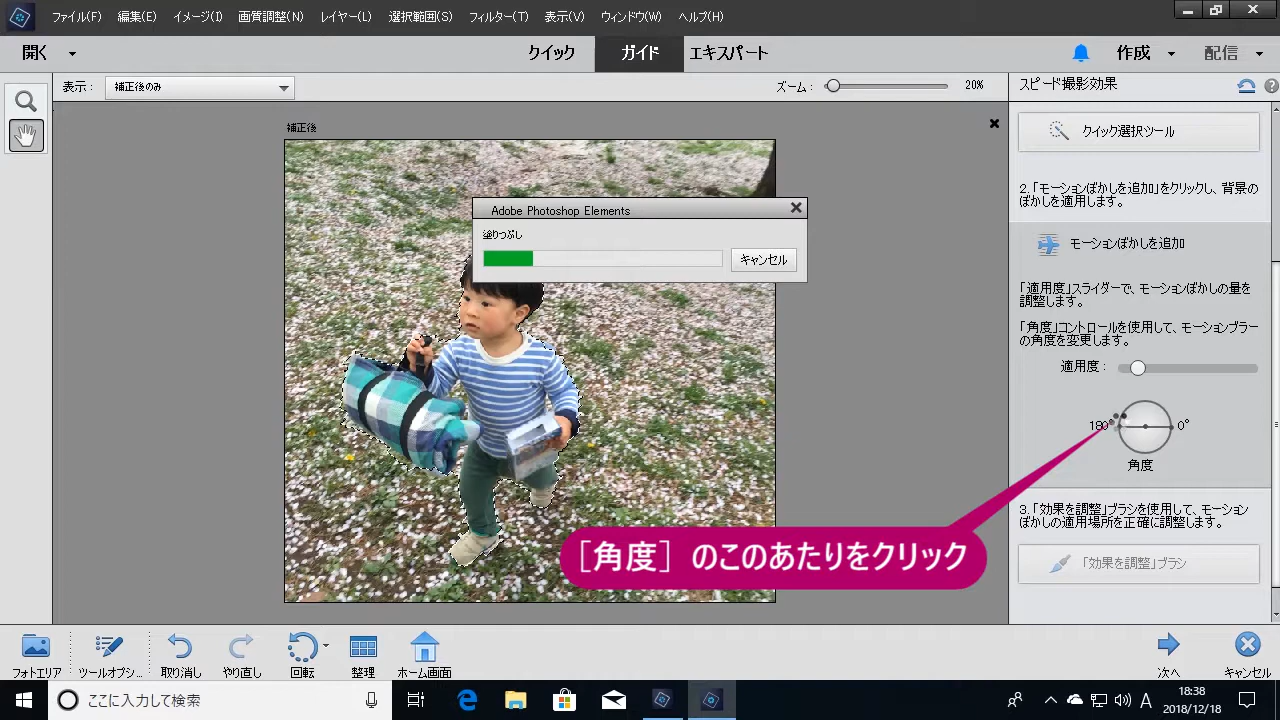 ファイル(F) 編集(E) イメージ(I) 画質調整(N) レイヤー(L) 選択範囲(S) フィルター(T) 表示(V) ウィンドウ(W) ヘルプ(H)
開く クイック ガイド エキスパート 作成 配信
表示： 補正後のみ ズーム： 20% スピード撮影効果
補正後
クイック選択ツール
2.「モーションぼかしを追加」をクリックし、背景の
ぼかしを適用します。
Adobe Photoshop Elements
塗りつぶし
キャンセル
モーションぼかしを追加
「適用度」スライダーで、モーションぼかしの量を
調整します。
「角度」コントロールを使用して、モーションブラー
の角度を変更します。
適用度：
180° 0°
角度
3.「効果を調整」ブラシを使用して、モーション
ぼかしの適用場所を正確に調整します。
［角度］のこのあたりをクリック
「効果を調整」ブラシ
フォトエリア ツールオプシ... 取り消し やり直し 回転 整理 ホーム画面 次へ キャンセル
ここに入力して検索
A
18:38
2018/12/18